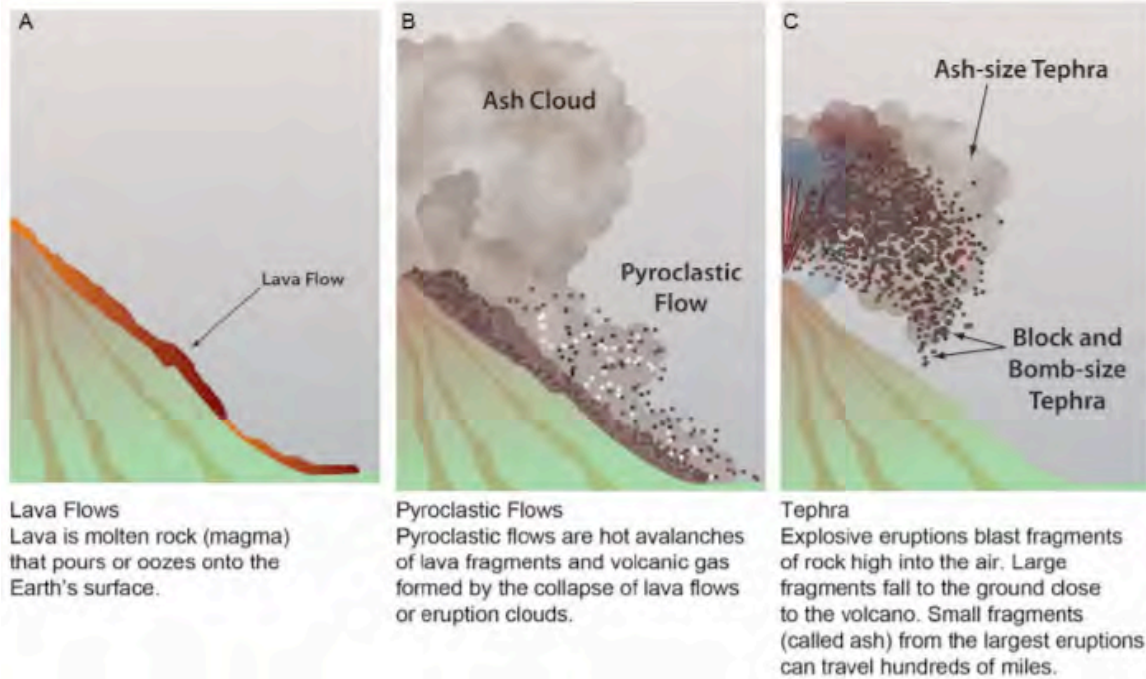 A
Lava Flow
Lava Flows
Lava is molten rock (magma)
that pours or oozes onto the
Earth's surface.
B
Ash Cloud
Pyroclastic
Flow
Pyroclastic Flows
Pyroclastic flows are hot avalanches
of lava fragments and volcanic gas
formed by the collapse of lava flows
or eruption clouds.
C
Ash-size Tephra
Block and
Bomb-size
Tephra
Tephra
Explosive eruptions blast fragments
of rock high into the air. Large
fragments fall to the ground close
to the volcano. Small fragments
(called ash) from the largest eruptions
can travel hundreds of miles.